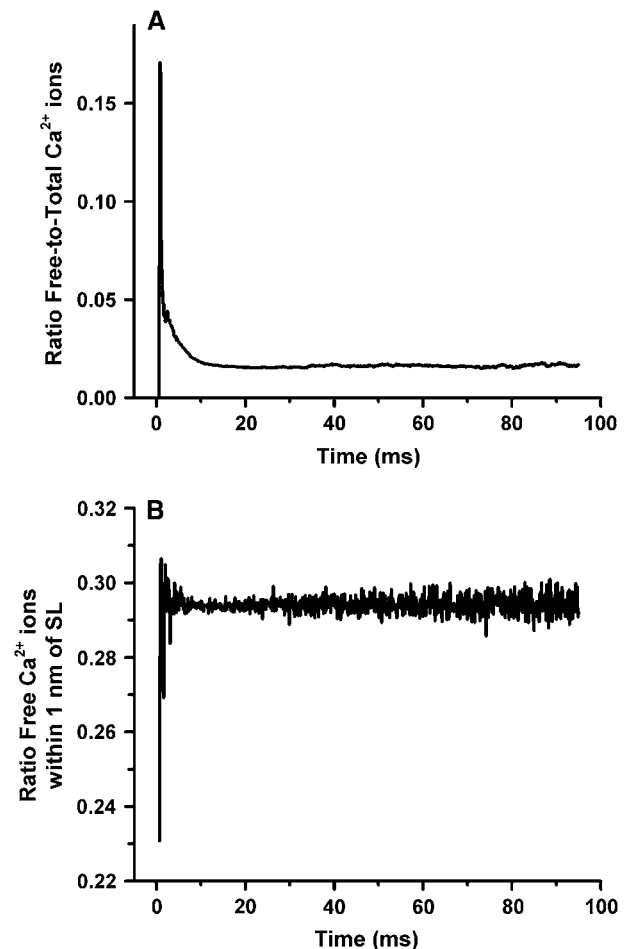 A
Ratio Free-to-Total Ca²⁺ ions
0.15
0.10
0.05
0.00
0 20 40 60 80 100
Time (ms)
B
Ratio Free Ca²⁺ ions
within 1 nm of SL
0.32
0.30
0.28
0.26
0.24
0.22
0 20 40 60 80 100
Time (ms)